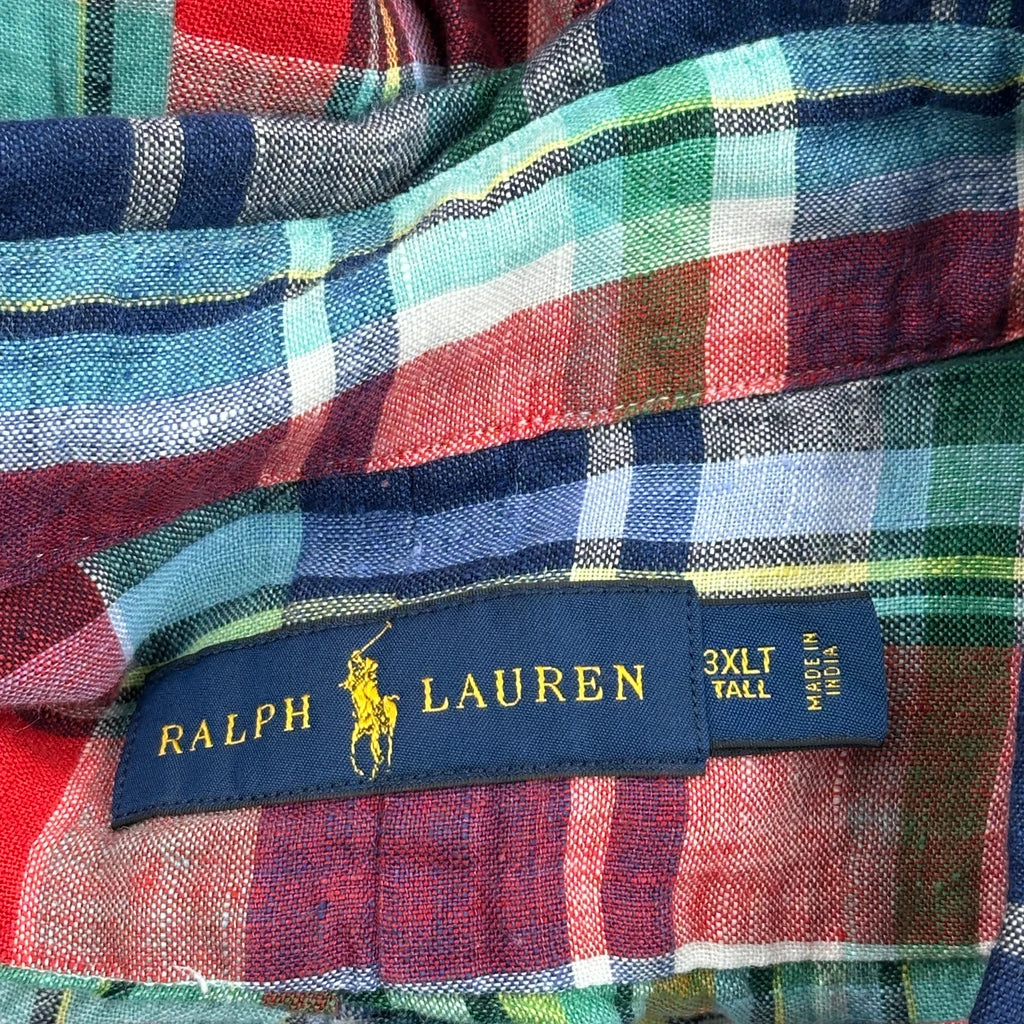 RALPH LAUREN
3XLT
TALL
MADE IN
INDIA